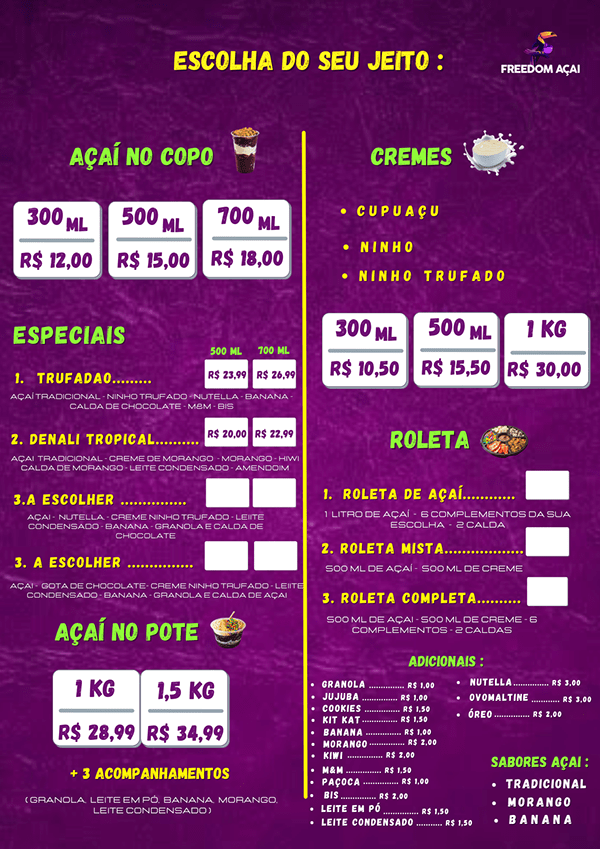 ESCOLHA DO SEU JEITO :
FREEDOM AÇAI
AÇAÍ NO COPO
300 ML
R$ 12,00
500 ML
R$ 15,00
700 ML
R$ 18,00
ESPECIAIS
500 ML
700 ML
1. TRUFADAO.........
R$ 23,99
R$ 26,99
AÇAÍ TRADICIONAL - NINHO TRUFADO - NUTELLA - BANANA -
CALDA DE CHOCOLATE - M&M - BIS
2. DENALI TROPICAL..........
R$ 20,00
R$ 22,99
AÇAI TRADICIONAL - CREME DE MORANGO - MORANGO - HIWI
CALDA DE MORANGO - LEITE CONDENSADO - AMENDOIM
3.A ESCOLHER ...............
AÇAI - NUTELLA - CREME NINHO TRUFADO - LEIITE
CONDENSADO - BANANA - GRANOLA E CALDA DE
CHOCOLATE
3. A ESCOLHER ...............
AÇAI - GOTA DE CHOCOLATE- CREME NINHO TRUFADO - LEIITE
CONDENSADO - BANANA - GRANOLA E CALDA DE AÇAI
AÇAÍ NO POTE
1 KG
R$ 28,99
1,5 KG
R$ 34,99
+ 3 ACOMPANHAMENTOS
(GRANOLA, LEITE EM PÓ, BANANA, MORANGO,
LEITE CONDENSADO)
CREMES
• CUPUAÇU
• NINHO
• NINHO TRUFADO
300 ML
R$ 10,50
500 ML
R$ 15,50
1 KG
R$ 30,00
ROLETA
1. ROLETA DE AÇAÍ............
1 LITRO DE AÇAÍ - 6 COMPLEMENTOS DA SUA
ESCOLHA - 2 CALDA
2. ROLETA MISTA..................
500 ML DE AÇAÍ - 500 ML DE CREME
3. ROLETA COMPLETA..........
500 ML DE AÇAÍ - 500 ML DE CREME - 6
COMPLEMENTOS - 2 CALDAS
ADICIONAIS :
• GRANOLA .............. R$ 1,00
• JUJUBA ................ R$ 1,00
• COOKIES .............. R$ 1,50
• KIT KAT .............. R$ 1,50
• BANANA .............. R$ 1,00
• MORANGO .............. R$ 2,00
• KIWI .............. R$ 2,00
• M&M .............. R$ 1,50
• PAÇOCA .............. R$ 1,00
• BIS .............. R$ 2,00
• LEITE EM PÓ .............. R$ 1,50
• LEITE CONDENSADO .......... R$ 1,50
• NUTELLA .............. R$ 3,00
• OVOMALTINE .............. R$ 3,00
• ÓREO .............. R$ 2,00
SABORES AÇAI :
• TRADICIONAL
• MORANGO
• BANANA